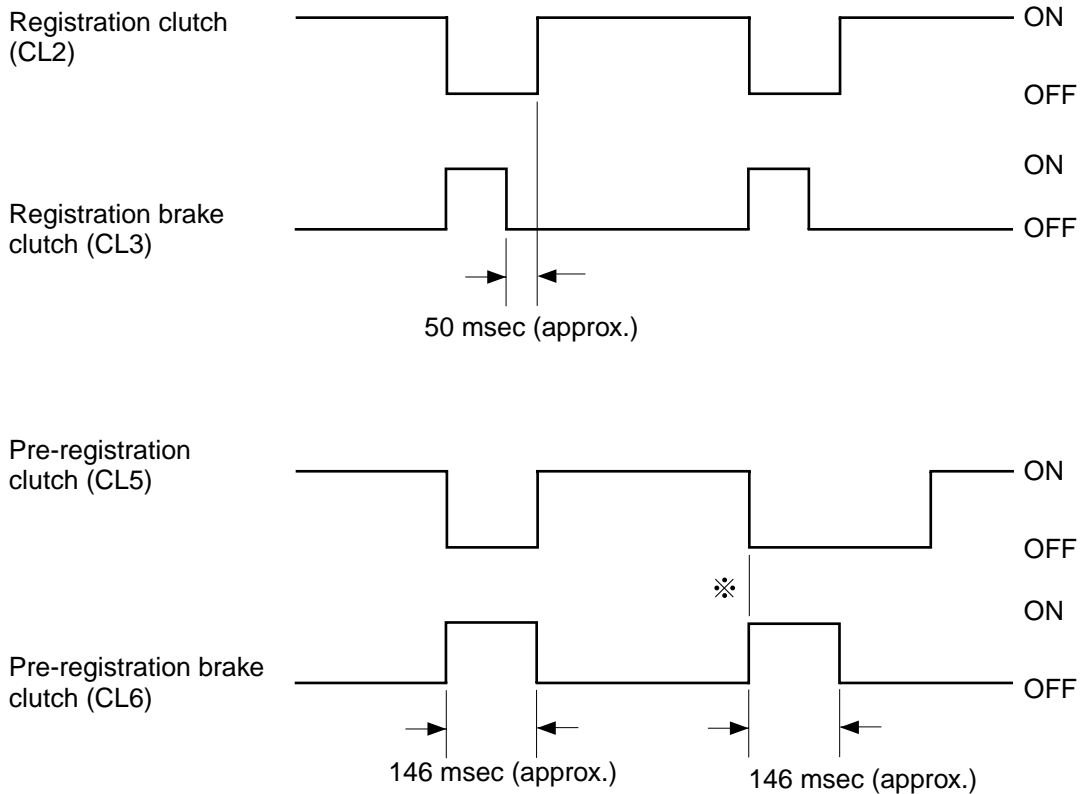 Registration clutch
(CL2)
ON
OFF
ON
Registration brake
clutch (CL3)
OFF
50 msec (approx.)
Pre-registration
clutch (CL5)
ON
OFF
※
ON
Pre-registration brake
clutch (CL6)
OFF
146 msec (approx.)
146 msec (approx.)